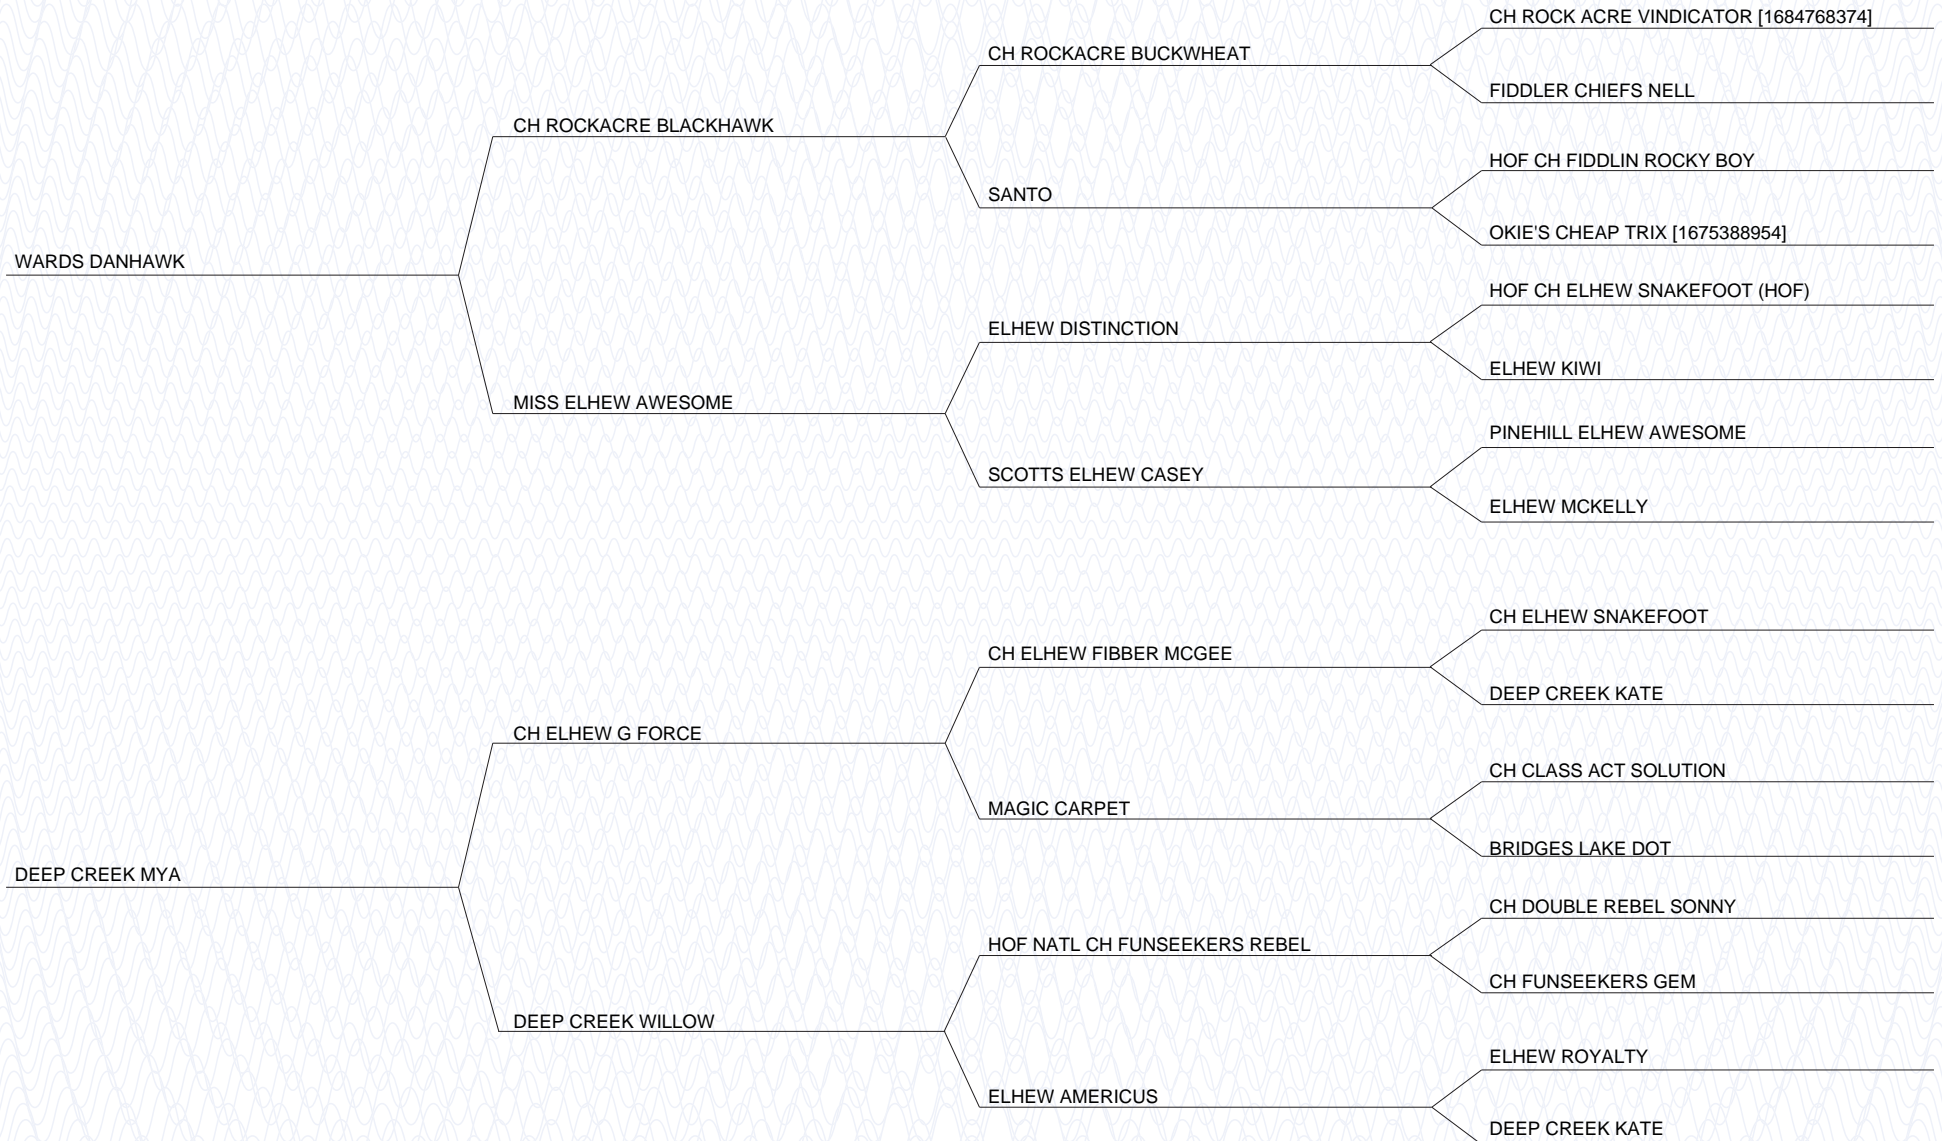 CH ROCK ACRE VINDICATOR [1684768374]
CH ROCKACRE BUCKWHEAT
FIDDLER CHIEFS NELL
CH ROCKACRE BLACKHAWK
HOF CH FIDDLIN ROCKY BOY
SANTO
OKIE'S CHEAP TRIX [1675388954]
WARDS DANHAWK
HOF CH ELHEW SNAKEFOOT (HOF)
ELHEW DISTINCTION
ELHEW KIWI
MISS ELHEW AWESOME
PINEHILL ELHEW AWESOME
SCOTTS ELHEW CASEY
ELHEW MCKELLY
CH ELHEW SNAKEFOOT
CH ELHEW FIBBER MCGEE
DEEP CREEK KATE
CH ELHEW G FORCE
CH CLASS ACT SOLUTION
MAGIC CARPET
BRIDGES LAKE DOT
DEEP CREEK MYA
CH DOUBLE REBEL SONNY
HOF NATL CH FUNSEEKERS REBEL
CH FUNSEEKERS GEM
DEEP CREEK WILLOW
ELHEW ROYALTY
ELHEW AMERICUS
DEEP CREEK KATE